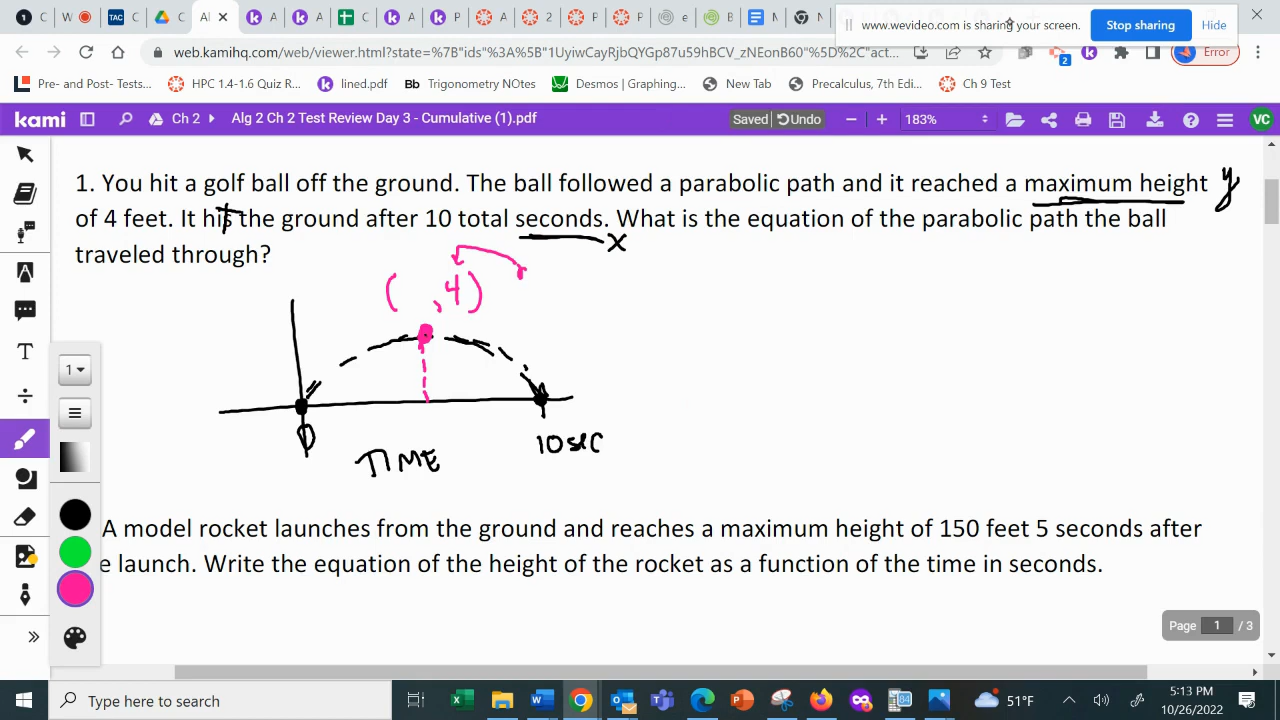 www.wevideo.com is sharing your screen. Stop sharing Hide
web.kamihq.com/web/viewer.html?state=%7B"ids"%3A%5B"1UyiwCayRjbQYGp87u59hBCV_zNEonB60"%5D%2C"act...
2
Error
Pre- and Post- Tests... HPC 1.4-1.6 Quiz R... lined.pdf Bb Trigonometry NOtes Desmos | Graphing... New Tab Precalculus, 7th Edi... Ch 9 Test
kami Ch 2 Alg 2 Ch 2 Test Review Day 3 - Cumulative (1).pdf Saved Undo 183% VC
1. You hit a golf ball off the ground. The ball followed a parabolic path and it reached a maximum height y
of 4 feet. It hits the ground after 10 total seconds. What is the equation of the parabolic path the ball
x
traveled through?
( ,4)
1
0
10 sec
TIME
A model rocket launches from the ground and reaches a maximum height of 150 feet 5 seconds after
e launch. Write the equation of the height of the rocket as a function of the time in seconds.
Page 1 / 3
Type here to search
51°F
5:13 PM
10/26/2022